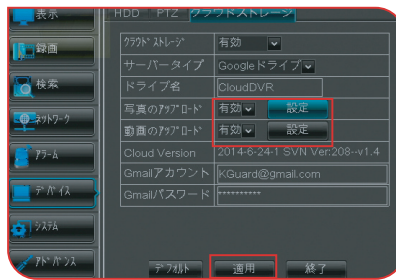 表示
HDD PTZ クラウドストレージ
録画
クラウドストレージ 有効
サーバータイプ Googleドライブ
検索
ドライブ名 CloudDVR
写真のアップロード 有効 設定
ネットワーク
動画のアップロード 有効 設定
アラーム
Cloud Version 2014-6-24-1 SVN Ver:208--v1.4
Gmailアカウント KGuard@gmail.com
デバイス
Gmailパスワード **********
システム
アドバンス
デフォルト 適用 終了